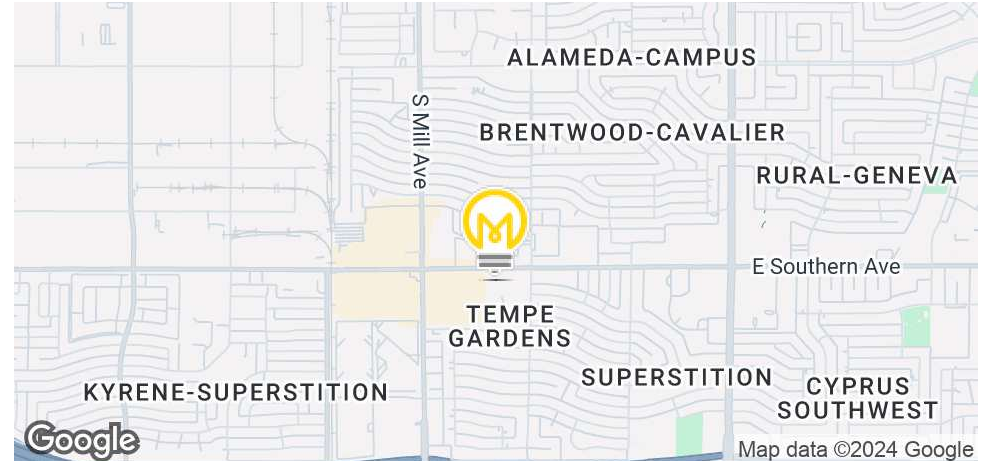 ALAMEDA-CAMPUS
S Mill Ave
BRENTWOOD-CAVALIER
RURAL-GENEVA
M
E Southern Ave
TEMPE
GARDENS
SUPERSTITION
KYRENE-SUPERSTITION
CYPRUS
SOUTHWEST
Google
Map data ©2024 Google